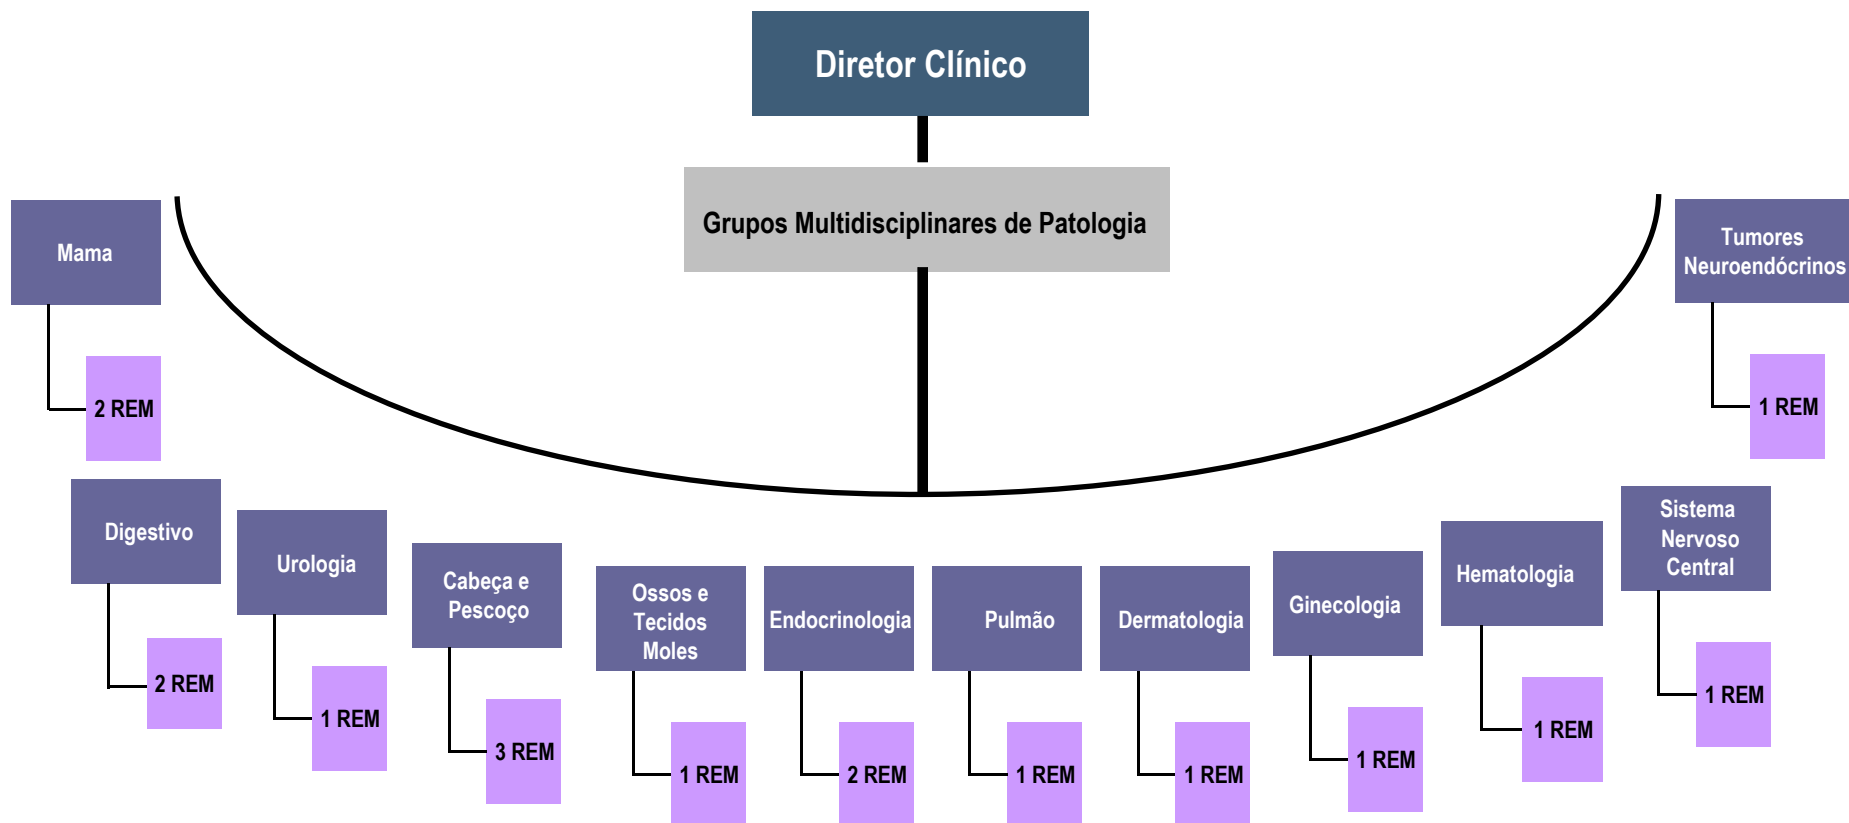 Diretor Clínico
Grupos Multidisciplinares de Patologia
Mama
2 REM
Tumores
Neuroendócrinos
1 REM
Digestivo
2 REM
Urologia
1 REM
Cabeça e
Pescoço
3 REM
Ossos e
Tecidos
Moles
1 REM
Endocrinologia
2 REM
Pulmão
1 REM
Dermatologia
1 REM
Ginecologia
1 REM
Hematologia
1 REM
Sistema
Nervoso
Central
1 REM